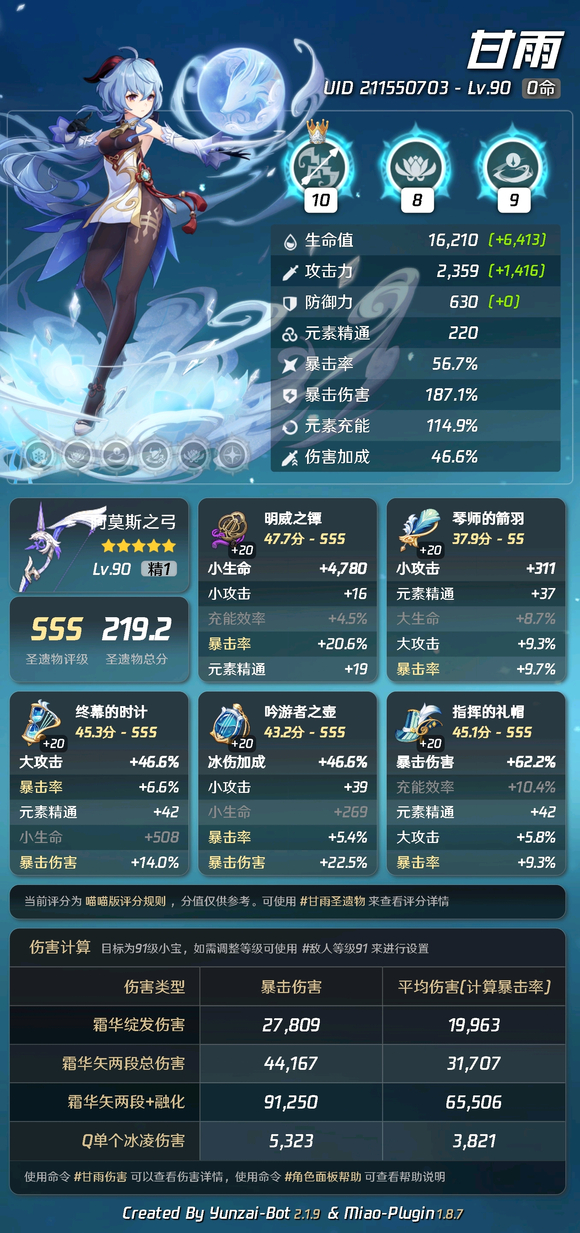 甘雨
UID 211550703 - Lv.90 0命
10 8 9
生命值 16,210 (+6,413)
攻击力 2,359 (+1,416)
防御力 630 (+0)
元素精通 220
暴击率 56.7%
暴击伤害 187.1%
元素充能 114.9%
伤害加成 46.6%
阿莫斯之弓
Lv.90 精1
SSS 219.2
圣遗物评级 圣遗物总分
明威之镡
47.7分 - SSS
+20
小生命 +4,780
小攻击 +16
充能效率 +4.5%
暴击率 +20.6%
元素精通 +19
琴师的箭羽
37.9分 - SS
+20
小攻击 +311
元素精通 +37
大生命 +8.7%
大攻击 +9.3%
暴击率 +9.7%
终幕的时计
45.3分 - SSS
+20
大攻击 +46.6%
暴击率 +6.6%
元素精通 +42
小生命 +508
暴击伤害 +14.0%
吟游者之壶
43.2分 - SSS
+20
冰伤加成 +46.6%
小攻击 +39
小生命 +269
暴击率 +5.4%
暴击伤害 +22.5%
指挥的礼帽
45.1分 - SSS
+20
暴击伤害 +62.2%
充能效率 +10.4%
元素精通 +42
大攻击 +5.8%
暴击率 +9.3%
当前评分为 喵喵版评分规则 ，分值仅供参考。可使用 #甘雨圣遗物 来查看评分详情
伤害计算 目标为91级小宝，如需调整等级可使用 #敌人等级91 来进行设置
伤害类型 暴击伤害 平均伤害(计算暴击率)
霜华绽发伤害 27,809 19,963
霜华矢两段总伤害 44,167 31,707
霜华矢两段+融化 91,250 65,506
Q单个冰凌伤害 5,323 3,821
使用命令 #甘雨伤害 可以查看伤害详情，使用命令 #角色面板帮助 可查看帮助说明
Created By Yunzai-Bot 2.1.9 & Miao-Plugin 1.8.7